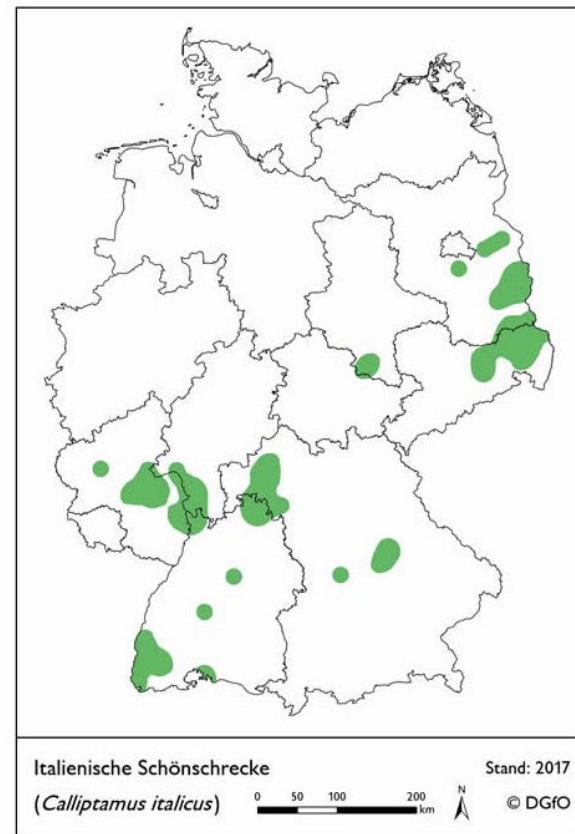 Italienische Schönschrecke
Stand: 2017
(Calliptamus italicus)
0 50 100 200
km
N
© DGfO